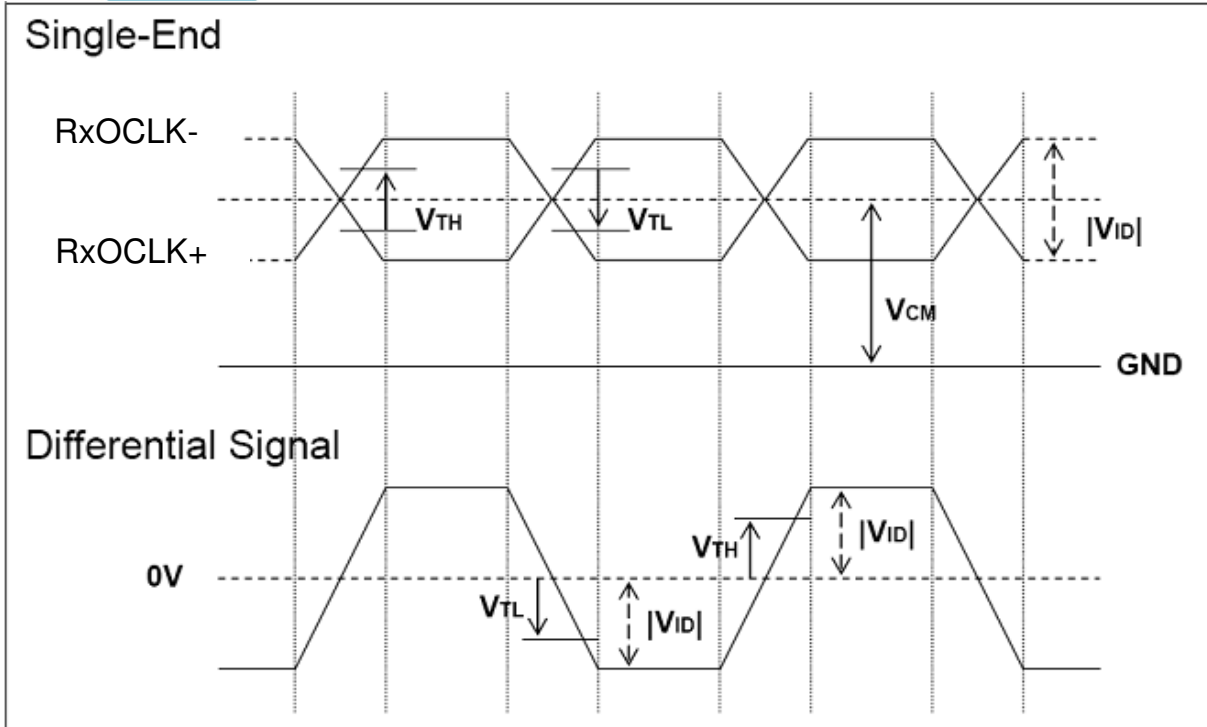 Single-End
RxOCLK-
VTH
VTL
RxOCLK+
|VID|
VCM
GND
Differential Signal
VTH
|VID|
0V
VTL
|VID|